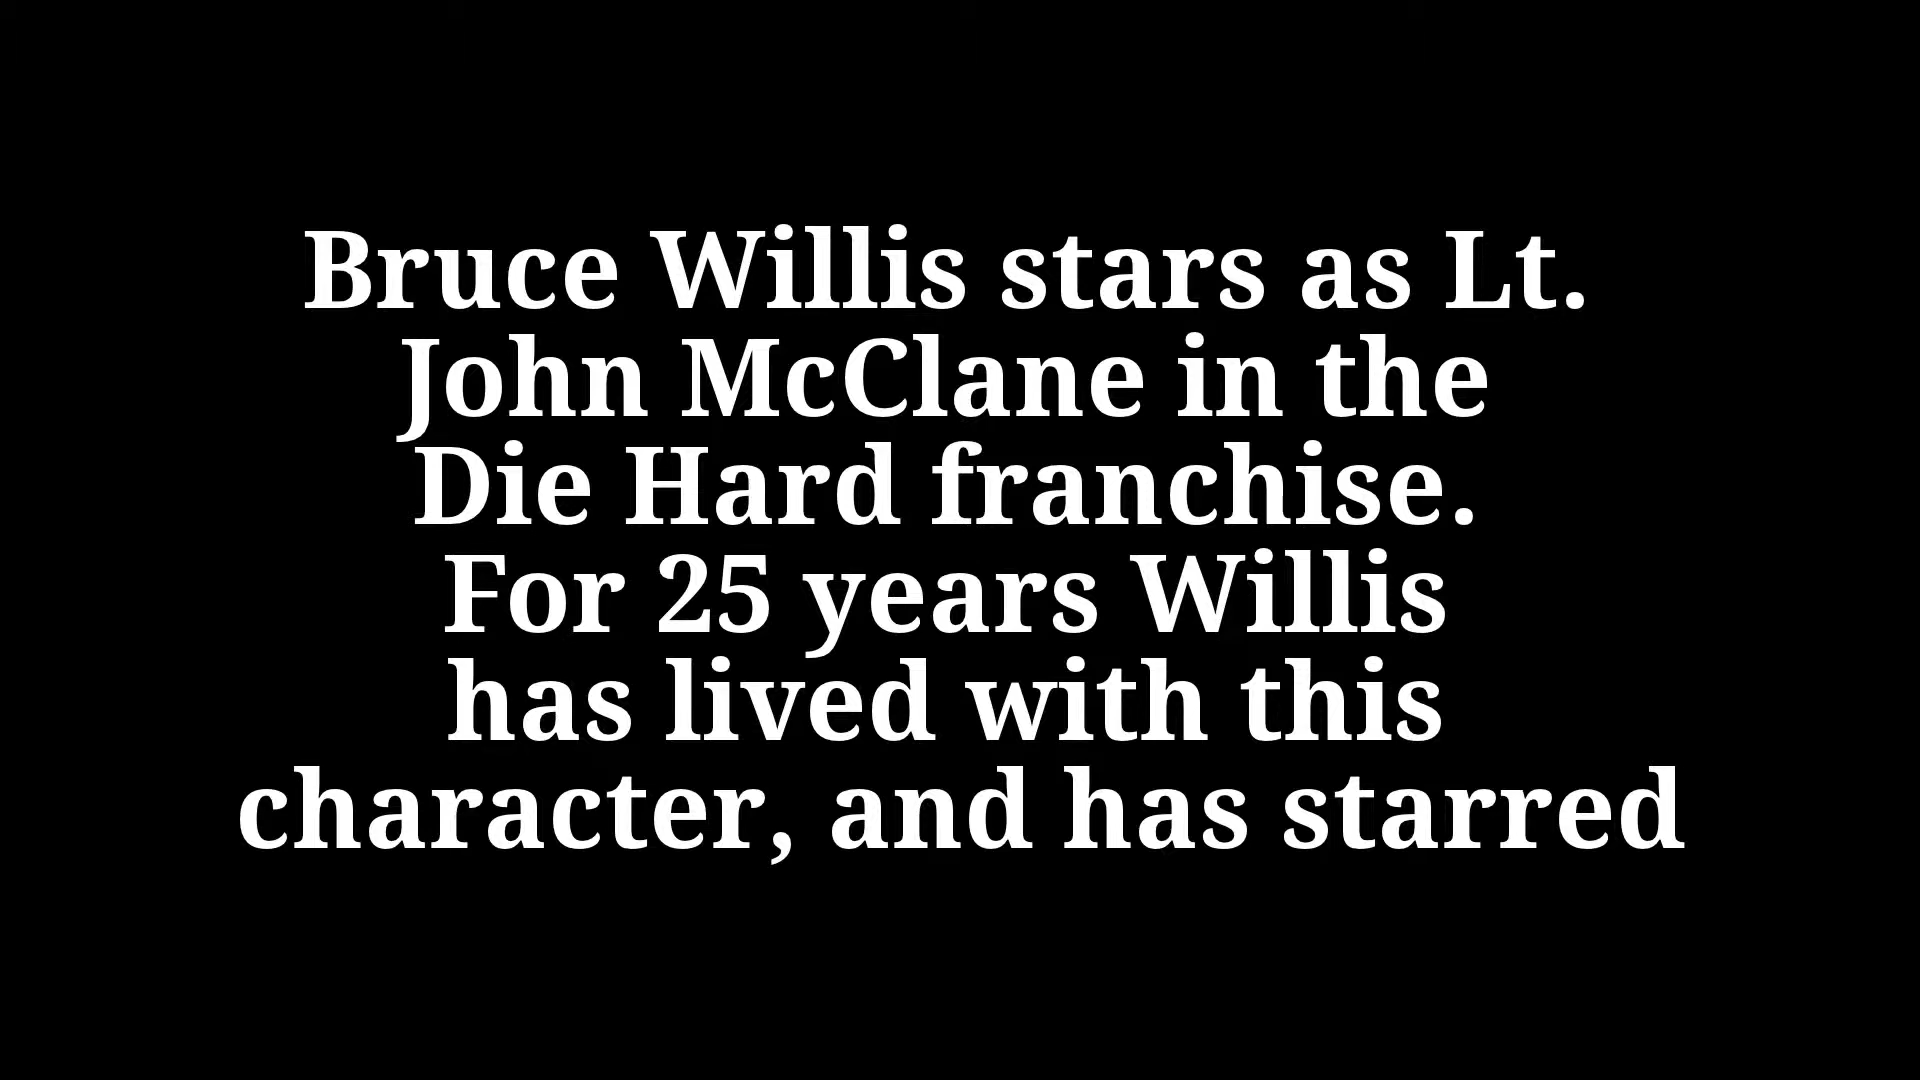 Bruce Willis stars as Lt.
John McClane in the
Die Hard franchise.
For 25 years Willis
has lived with this
character, and has starred